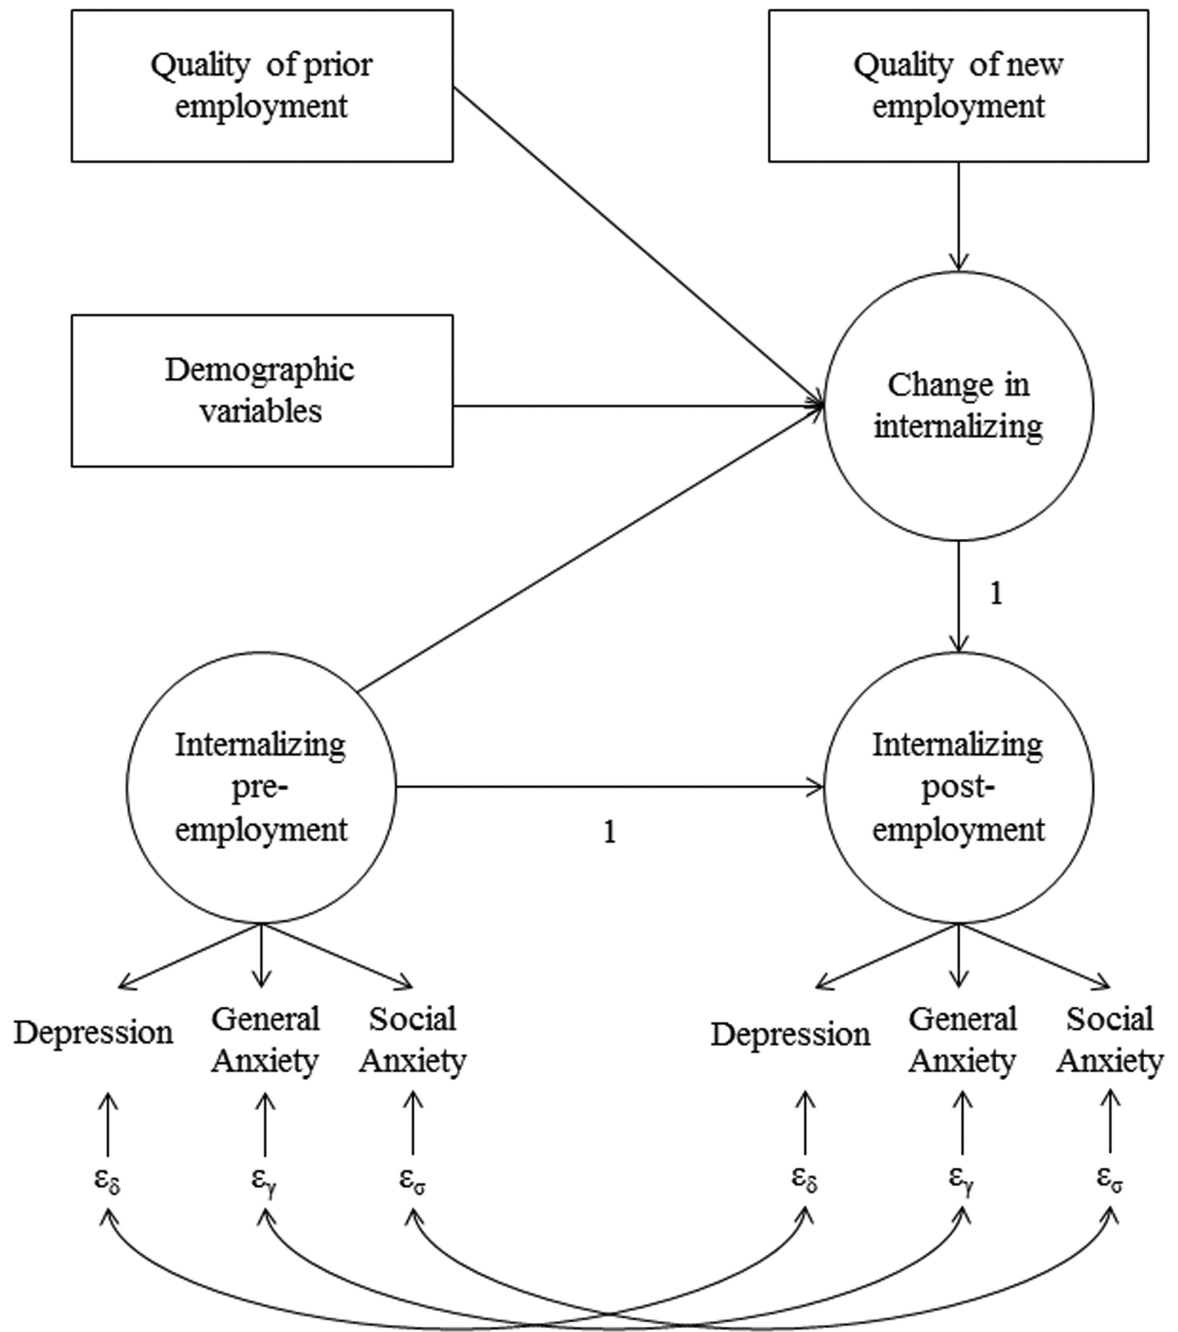 Quality of prior
employment
Quality of new
employment
Demographic
variables
Change in
internalizing
1
Internalizing
pre-
employment
1
Internalizing
post-
employment
Depression
General
Anxiety
Social
Anxiety
Depression
General
Anxiety
Social
Anxiety
εδ
εγ
εσ
εδ
εγ
εσ